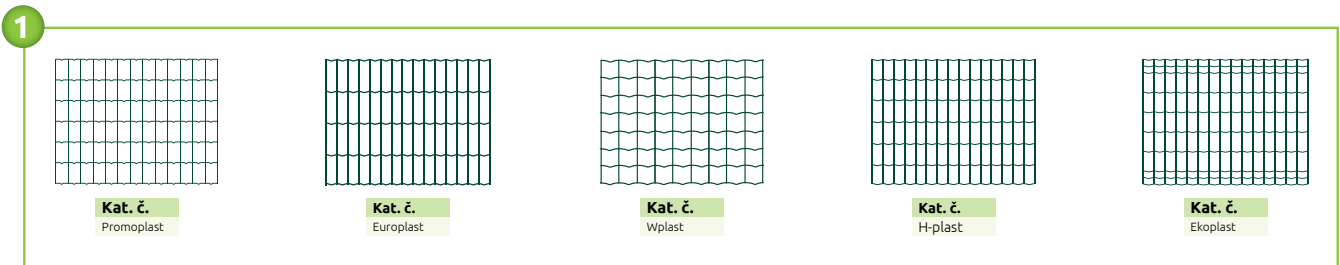 1
Kat. č.
Promoplast
Kat. č.
Europlast
Kat. č.
Wplast
Kat. č.
H-plast
Kat. č.
Ekoplast